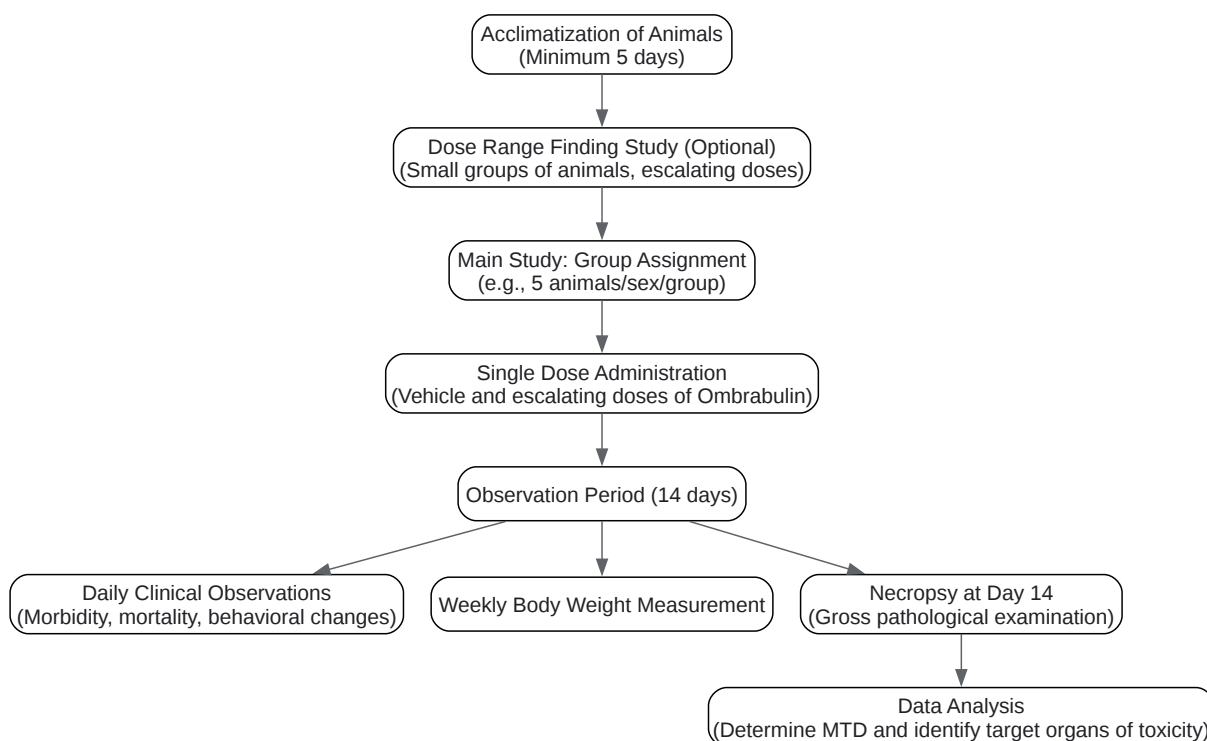 Acclimatization of Animals
(Minimum 5 days)
Dose Range Finding Study (Optional)
(Small groups of animals, escalating doses)
Main Study: Group Assignment
(e.g., 5 animals/sex/group)
Single Dose Administration
(Vehicle and escalating doses of Ombrabulin)
Observation Period (14 days)
Daily Clinical Observations
(Morbidity, mortality, behavioral changes)
Weekly Body Weight Measurement
Necropsy at Day 14
(Gross pathological examination)
Data Analysis
(Determine MTD and identify target organs of toxicity)